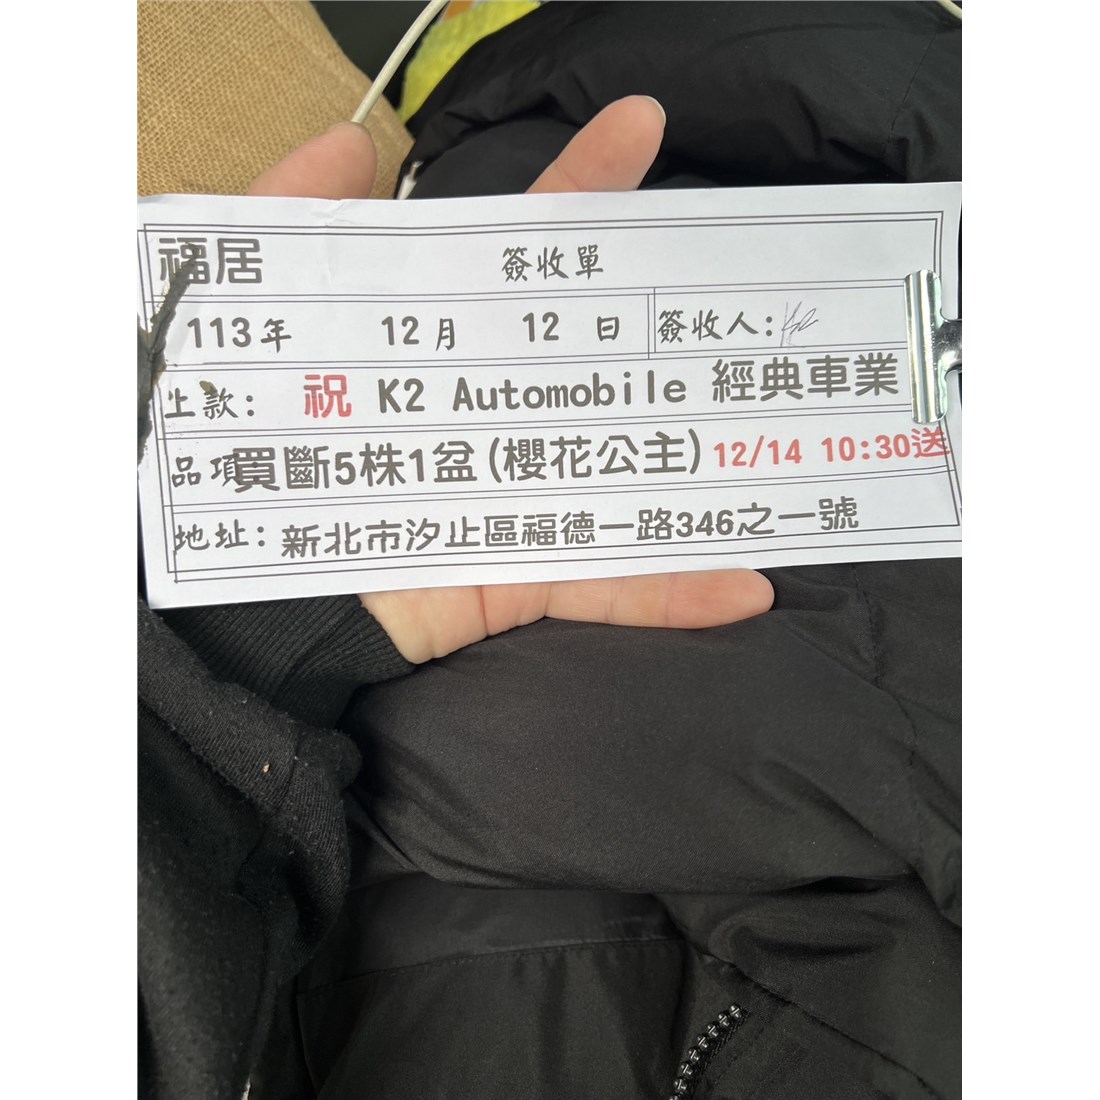 福居 簽收單
113年 12月 12日 簽收人:K2
上款: 祝 K2 Automobile 經典車業
品項買斷5株1盆(櫻花公主) 12/14 10:30送
地址: 新北市汐止區福德一路346之一號